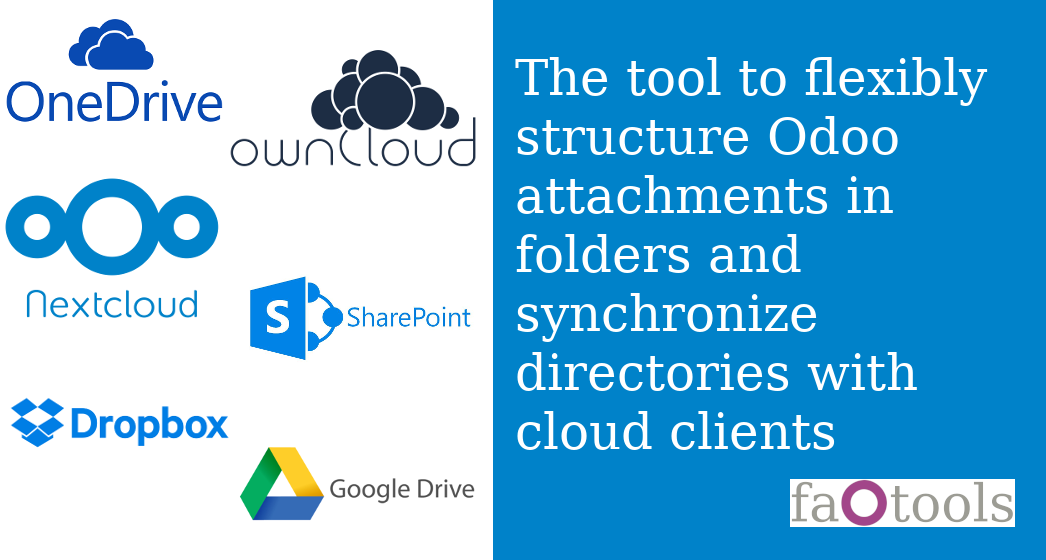 OneDrive
ownCloud
Nextcloud
S SharePoint
Dropbox
Google Drive
The tool to flexibly
structure Odoo
attachments in
folders and
synchronize
directories with
cloud clients
faOtools